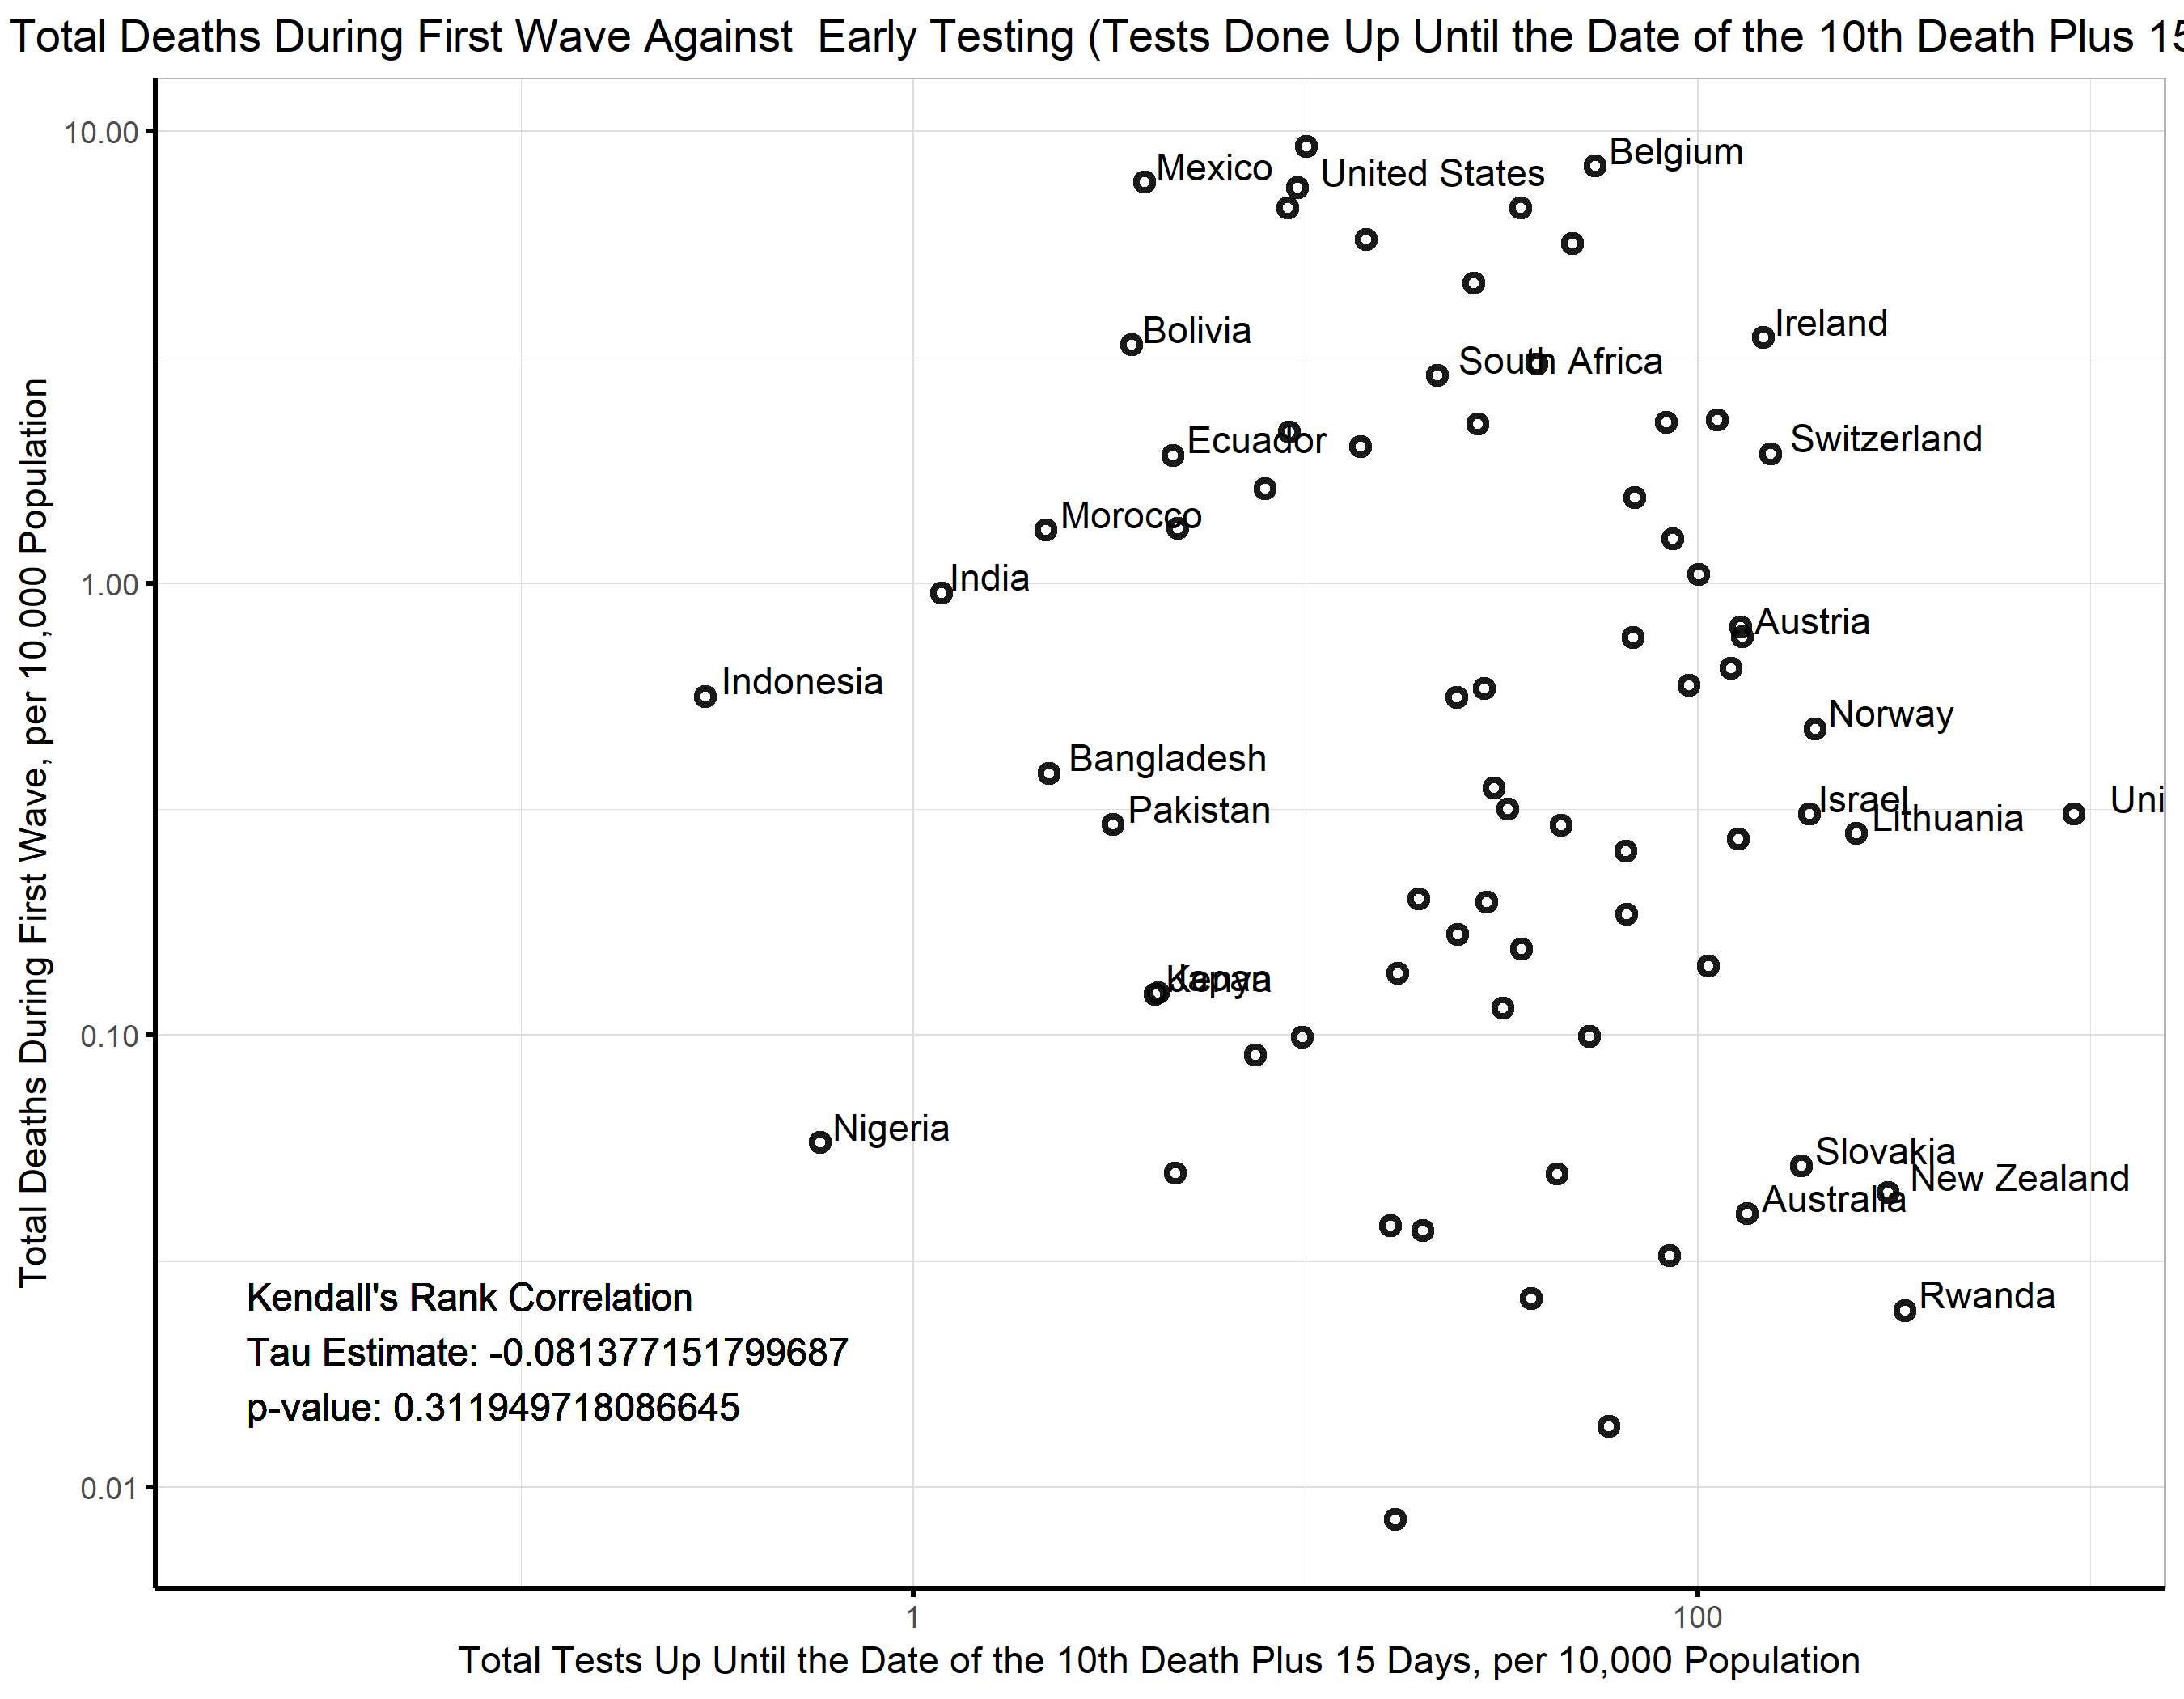 Total Deaths During First Wave Against  Early Testing (Tests Done Up Until the Date of the 10th Death Plus 15
Total Deaths During First Wave, per 10,000 Population
10.00
1.00
0.10
0.01
Belgium
Mexico
United States
Ireland
Bolivia
South Africa
Switzerland
Ecuador
Morocco
India
Austria
Indonesia
Norway
Bangladesh
Israel
Uni
Pakistan
Lithuania
Japan
Kenya
Nigeria
Slovakia
New Zealand
Australia
Rwanda
Kendall's Rank Correlation
Tau Estimate: -0.081377151799687
p-value: 0.311949718086645
1
100
Total Tests Up Until the Date of the 10th Death Plus 15 Days, per 10,000 Population